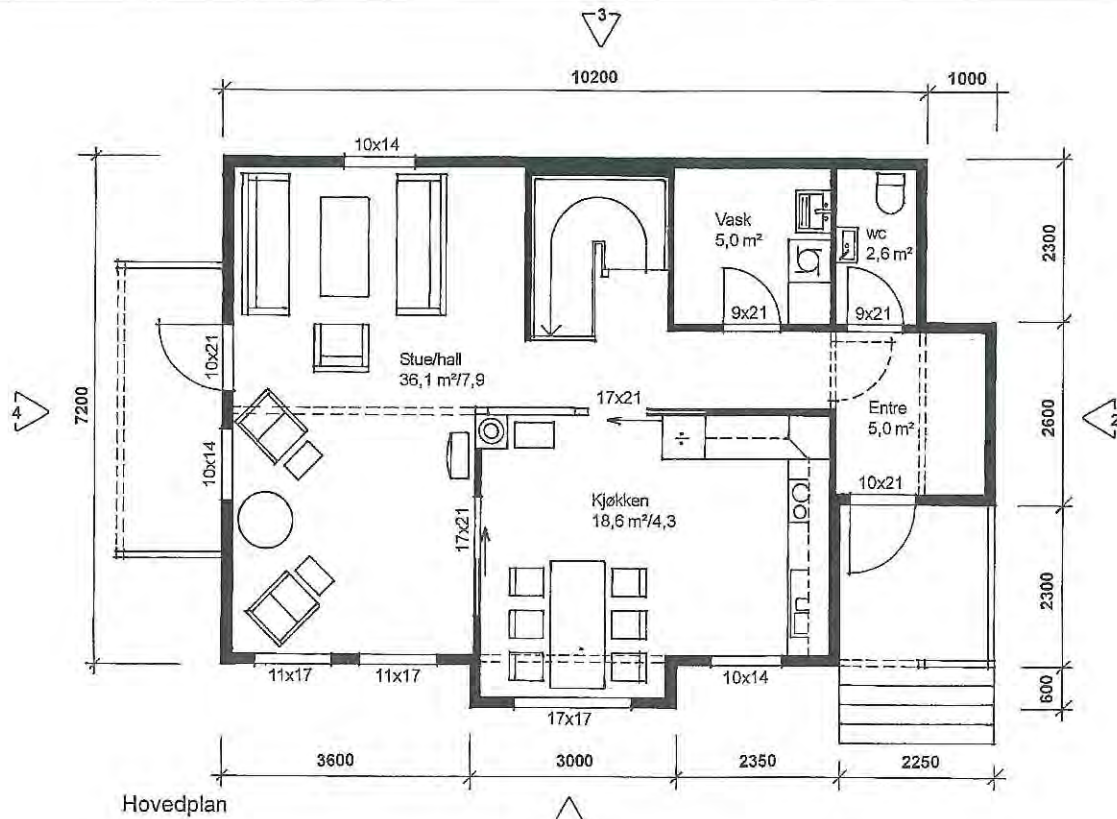 3
10200
1000
10x14
Vask
5,0 m²
wc
2,6 m²
2300
9x21
9x21
10x21
Stue/hall
36,1 m²/7,9
7200
4
17x21
Entre
5,0 m²
2600
2
10x14
10x21
Kjøkken
18,6 m²/4,3
17x21
2300
11x17
11x17
10x14
600
17x17
3600
3000
2350
2250
Hovedplan